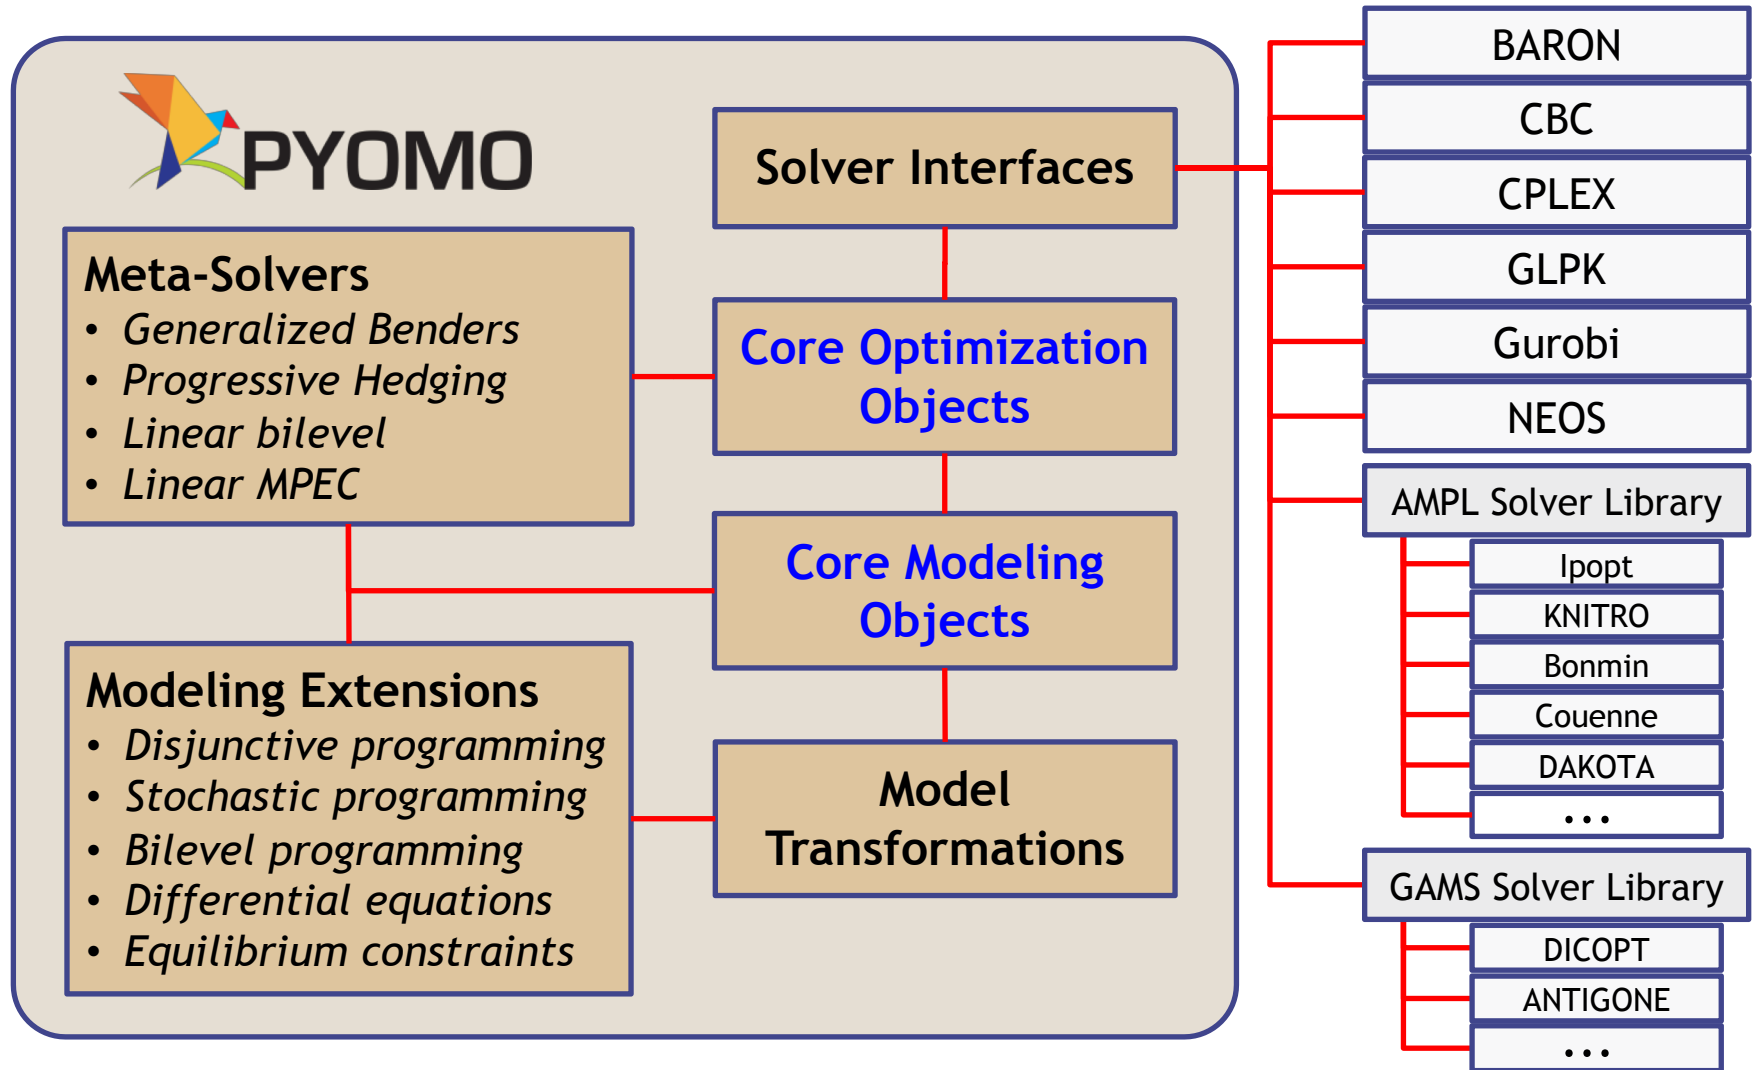 PYOMO
Solver Interfaces
Meta-Solvers
• Generalized Benders
• Progressive Hedging
• Linear bilevel
• Linear MPEC
Core Optimization
Objects
Core Modeling
Objects
Modeling Extensions
• Disjunctive programming
• Stochastic programming
• Bilevel programming
• Differential equations
• Equilibrium constraints
Model
Transformations
BARON
CBC
CPLEX
GLPK
Gurobi
NEOS
AMPL Solver Library
Ipopt
KNITRO
Bonmin
Couenne
DAKOTA
...
GAMS Solver Library
DICOPT
ANTIGONE
...